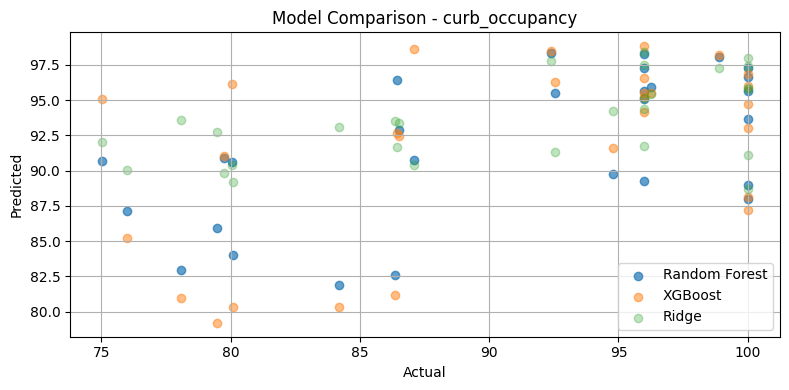 Model Comparison - curb_occupancy
Predicted
97.5
95.0
92.5
90.0
87.5
85.0
82.5
80.0
75
80
85
90
95
100
Actual
Random Forest
XGBoost
Ridge